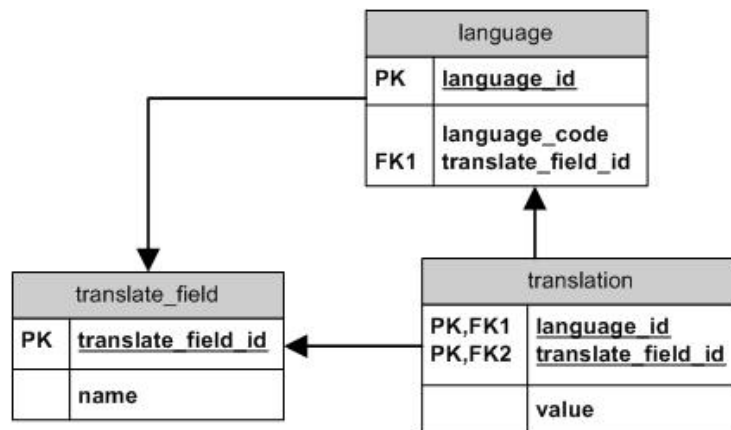 language
PK language_id
language_code
FK1 translate_field_id
translate_field
PK translate_field_id
name
translation
PK,FK1 language_id
PK,FK2 translate_field_id
value